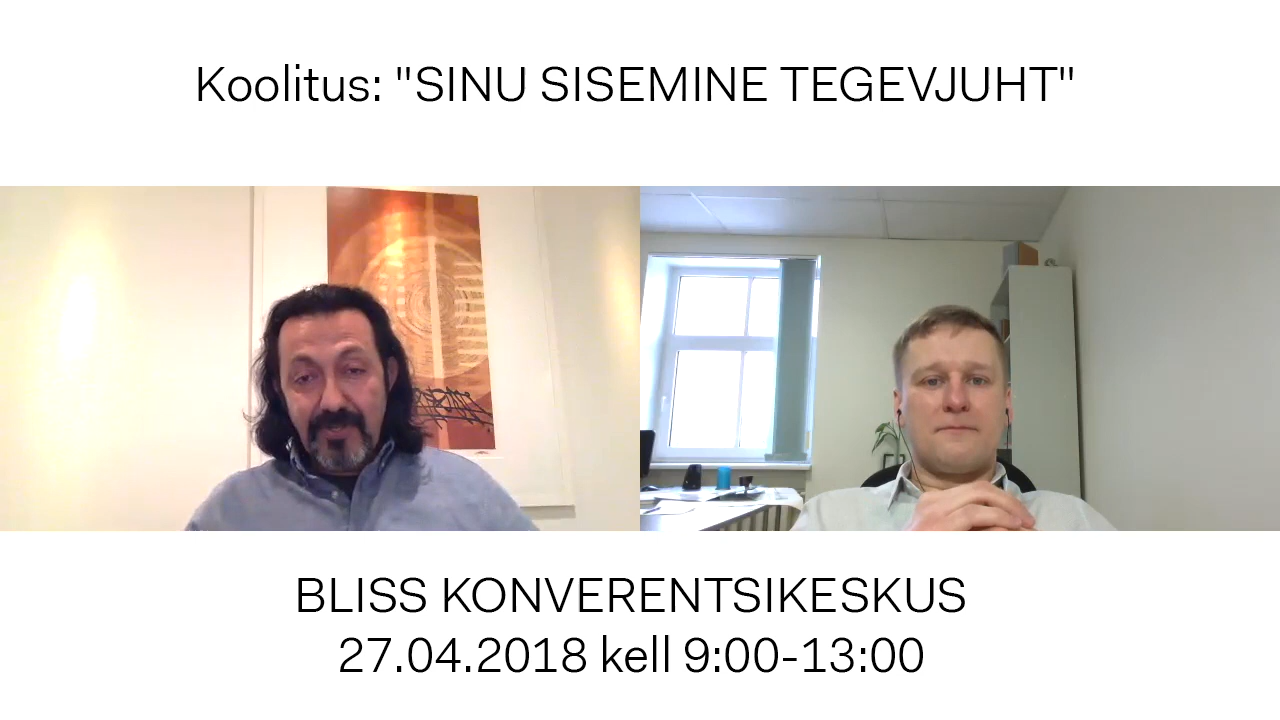 Koolitus: "SINU SISEMINE TEGEVJUHT"
BLISS KONVERENTSIKESKUS
27.04.2018 kell 9:00-13:00